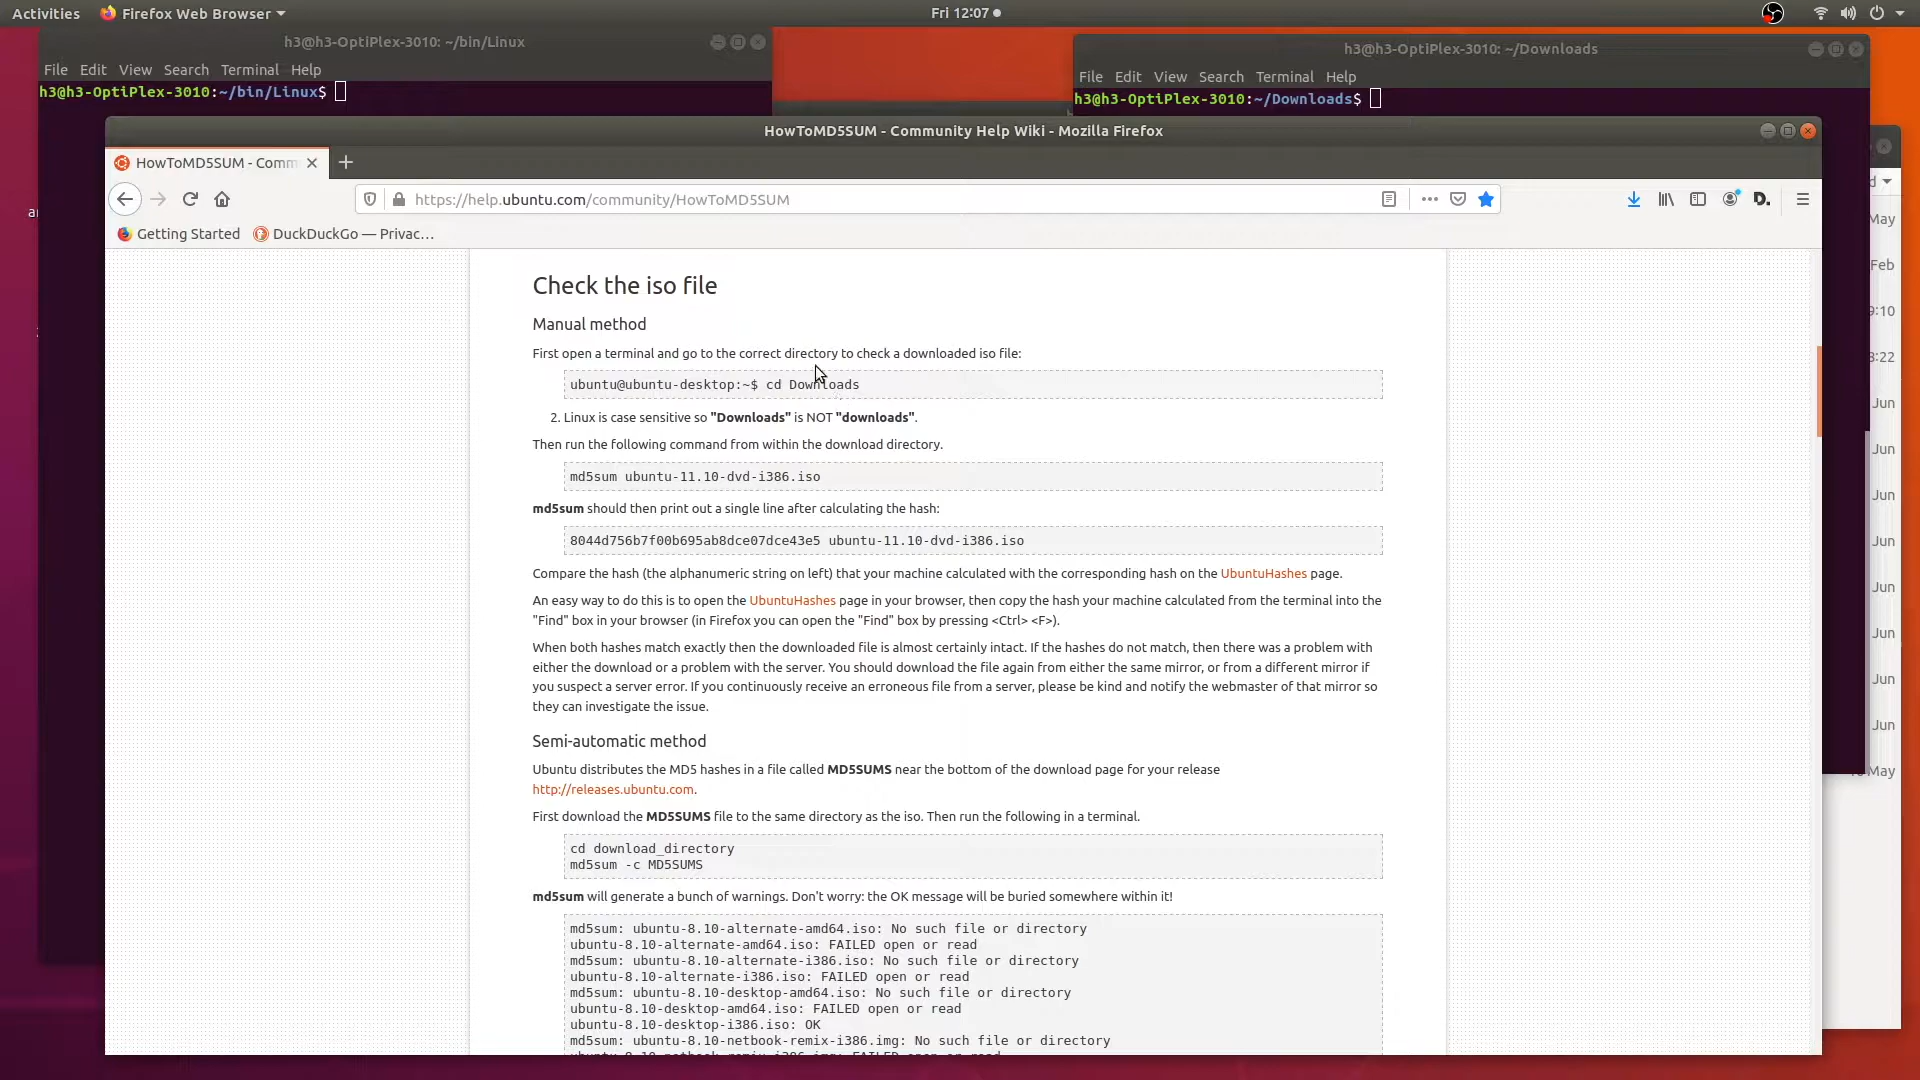 Activities
Firefox Web Browser
Fri 12:07
h3@h3-OptiPlex-3010: ~/bin/Linux
File Edit View Search Terminal Help
h3@h3-OptiPlex-3010:~/bin/Linux$
h3@h3-OptiPlex-3010: ~/Downloads
File Edit View Search Terminal Help
h3@h3-OptiPlex-3010:~/Downloads$
HowToMD5SUM - Community Help Wiki - Mozilla Firefox
HowToMD5SUM - Comm
https://help.ubuntu.com/community/HowToMD5SUM
D.
Getting Started
DuckDuckGo — Privac…
Check the iso file
Manual method
First open a terminal and go to the correct directory to check a downloaded iso file:
ubuntu@ubuntu-desktop:~$ cd Downloads
2. Linux is case sensitive so "Downloads" is NOT "downloads".
Then run the following command from within the download directory.
md5sum ubuntu-11.10-dvd-i386.iso
md5sum should then print out a single line after calculating the hash:
8044d756b7f00b695ab8dce07dce43e5 ubuntu-11.10-dvd-i386.iso
Compare the hash (the alphanumeric string on left) that your machine calculated with the corresponding hash on the UbuntuHashes page.
An easy way to do this is to open the UbuntuHashes page in your browser, then copy the hash your machine calculated from the terminal into the
"Find" box in your browser (in Firefox you can open the "Find" box by pressing <Ctrl> <F>).
When both hashes match exactly then the downloaded file is almost certainly intact. If the hashes do not match, then there was a problem with
either the download or a problem with the server. You should download the file again from either the same mirror, or from a different mirror if
you suspect a server error. If you continuously receive an erroneous file from a server, please be kind and notify the webmaster of that mirror so
they can investigate the issue.
Semi-automatic method
Ubuntu distributes the MD5 hashes in a file called MD5SUMS near the bottom of the download page for your release
http://releases.ubuntu.com.
First download the MD5SUMS file to the same directory as the iso. Then run the following in a terminal.
cd download_directory
md5sum -c MD5SUMS
md5sum will generate a bunch of warnings. Don't worry: the OK message will be buried somewhere within it!
md5sum: ubuntu-8.10-alternate-amd64.iso: No such file or directory
ubuntu-8.10-alternate-amd64.iso: FAILED open or read
md5sum: ubuntu-8.10-alternate-i386.iso: No such file or directory
ubuntu-8.10-alternate-i386.iso: FAILED open or read
md5sum: ubuntu-8.10-desktop-amd64.iso: No such file or directory
ubuntu-8.10-desktop-amd64.iso: FAILED open or read
ubuntu-8.10-desktop-i386.iso: OK
md5sum: ubuntu-8.10-netbook-remix-i386.img: No such file or directory
ubuntu-8.10-netbook-remix-i386.img: FAILED open or read
May
Feb
9:10
8:22
Jun
Jun
Jun
Jun
Jun
Jun
Jun
Jun
May